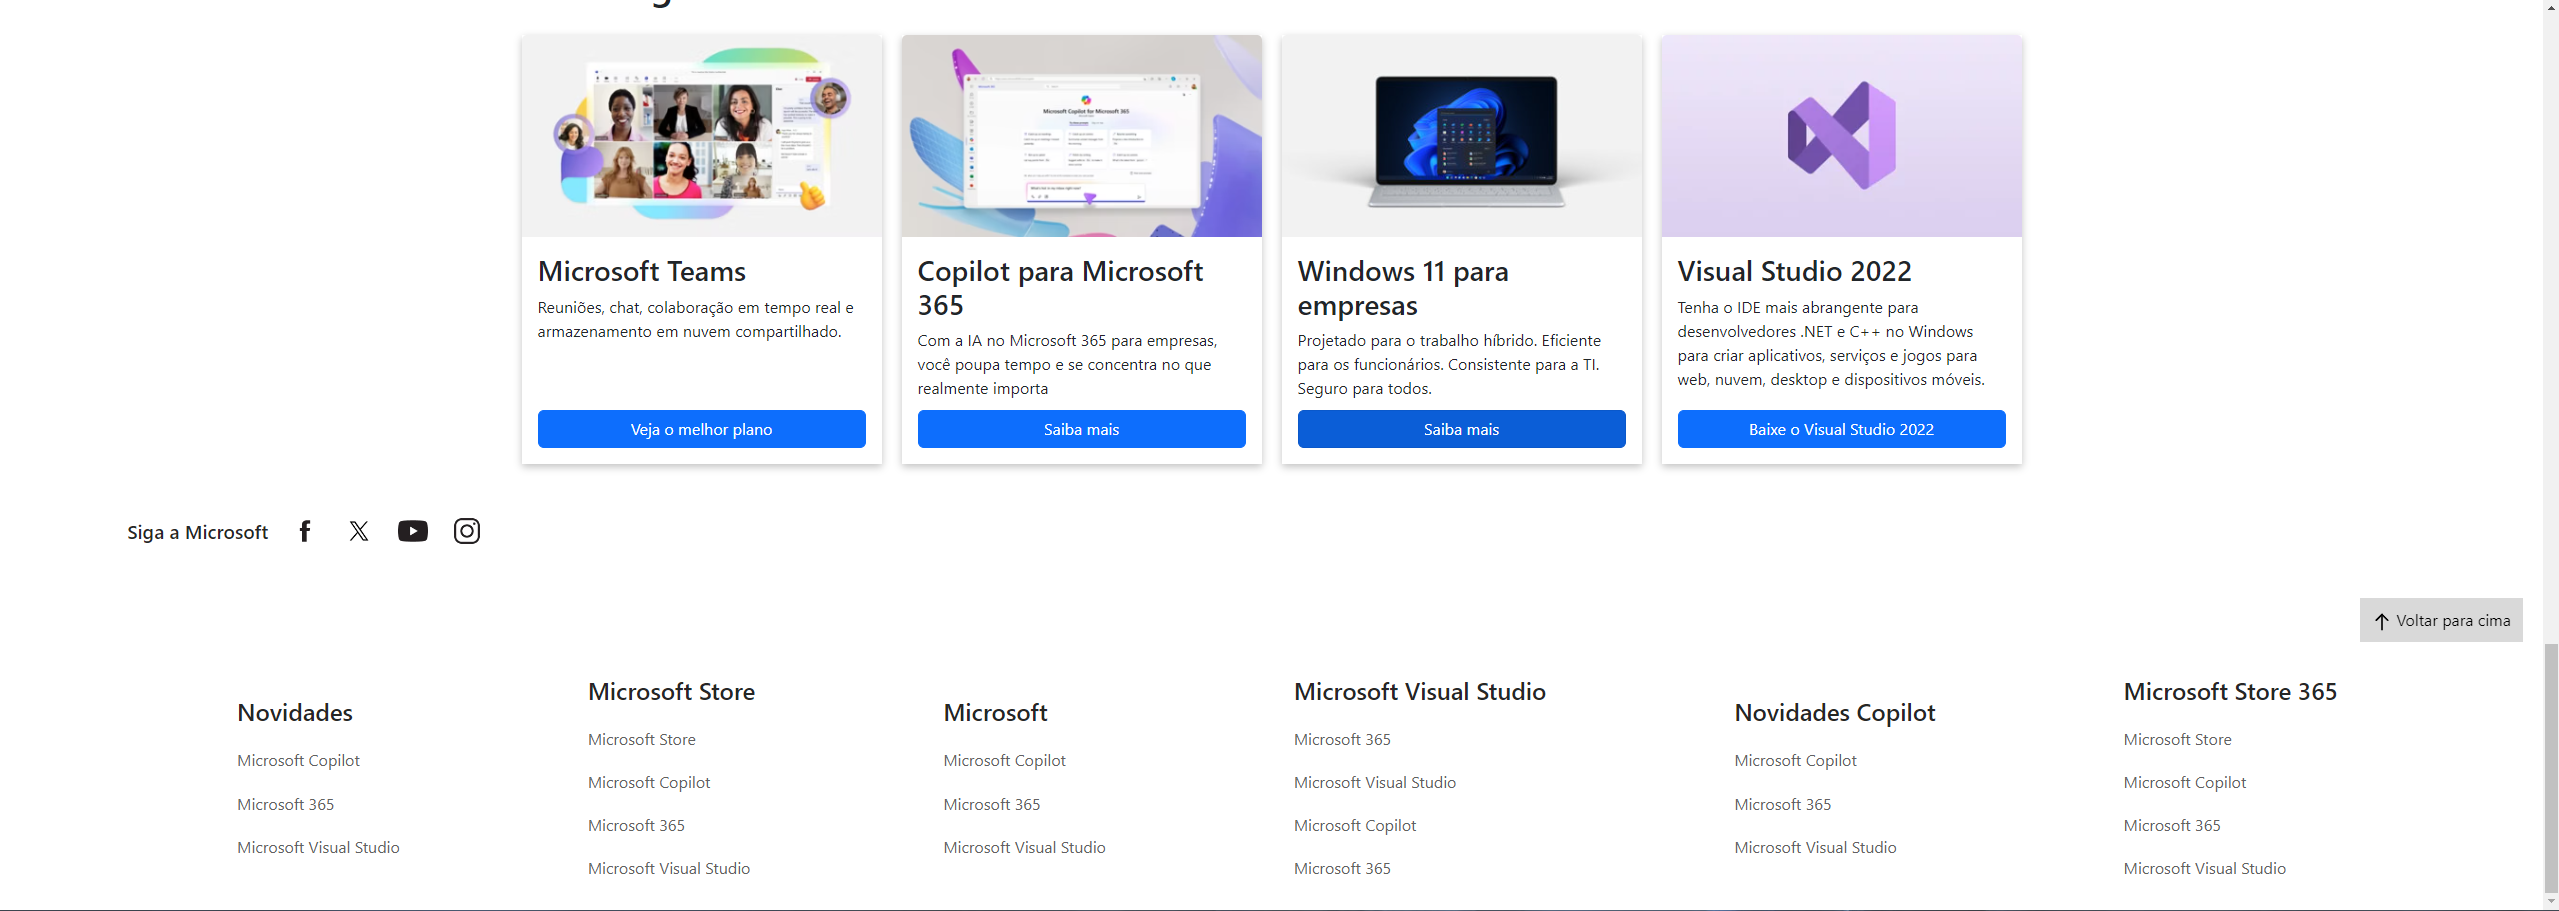 Microsoft Copilot for Microsoft 365
Microsoft Teams
Reuniões, chat, colaboração em tempo real e
armazenamento em nuvem compartilhado.
Veja o melhor plano
Copilot para Microsoft
365
Com a IA no Microsoft 365 para empresas,
você poupa tempo e se concentra no que
realmente importa
Saiba mais
Windows 11 para
empresas
Projetado para o trabalho híbrido. Eficiente
para os funcionários. Consistente para a TI.
Seguro para todos.
Saiba mais
Visual Studio 2022
Tenha o IDE mais abrangente para
desenvolvedores .NET e C++ no Windows
para criar aplicativos, serviços e jogos para
web, nuvem, desktop e dispositivos móveis.
Baixe o Visual Studio 2022
Siga a Microsoft
Voltar para cima
Novidades
Microsoft Copilot
Microsoft 365
Microsoft Visual Studio
Microsoft Store
Microsoft Store
Microsoft Copilot
Microsoft 365
Microsoft Visual Studio
Microsoft
Microsoft Copilot
Microsoft 365
Microsoft Visual Studio
Microsoft Visual Studio
Microsoft 365
Microsoft Visual Studio
Microsoft Copilot
Microsoft 365
Novidades Copilot
Microsoft Copilot
Microsoft 365
Microsoft Visual Studio
Microsoft Store 365
Microsoft Store
Microsoft Copilot
Microsoft 365
Microsoft Visual Studio